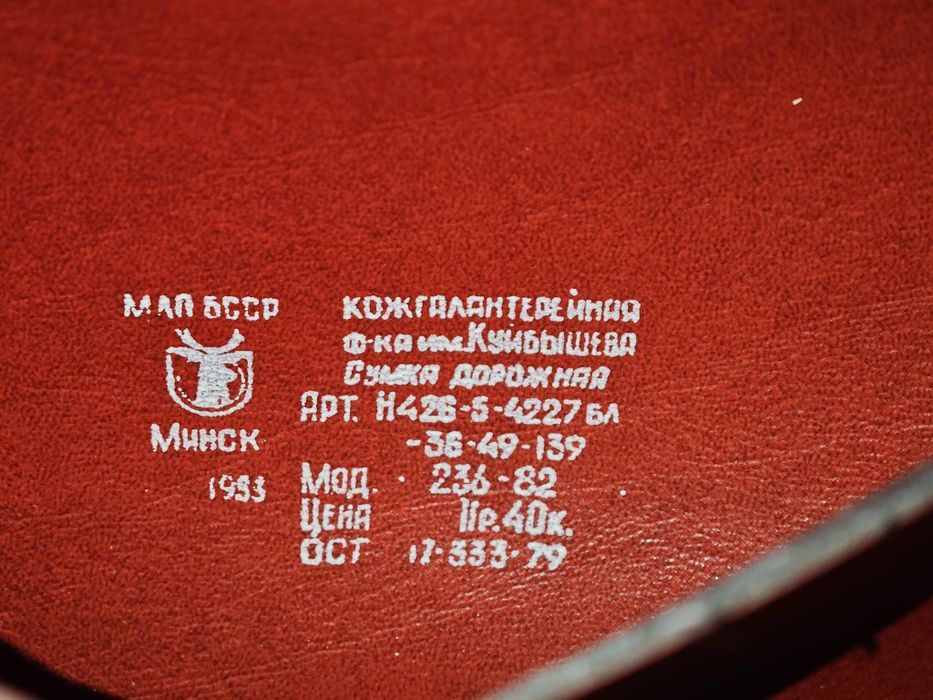 МЛП БССР
КОЖГАЛАНТЕРЕЙНАЯ
Ф-КА им.КУЙБЫШЕВА
СУМКА ДОРОЖНАЯ
АРТ. Н426-5-4227 БЛ
-38-49-139
МИНСК
1983
МОД. 236-82
ЦЕНА 11р.40к.
ОСТ 17-333-79